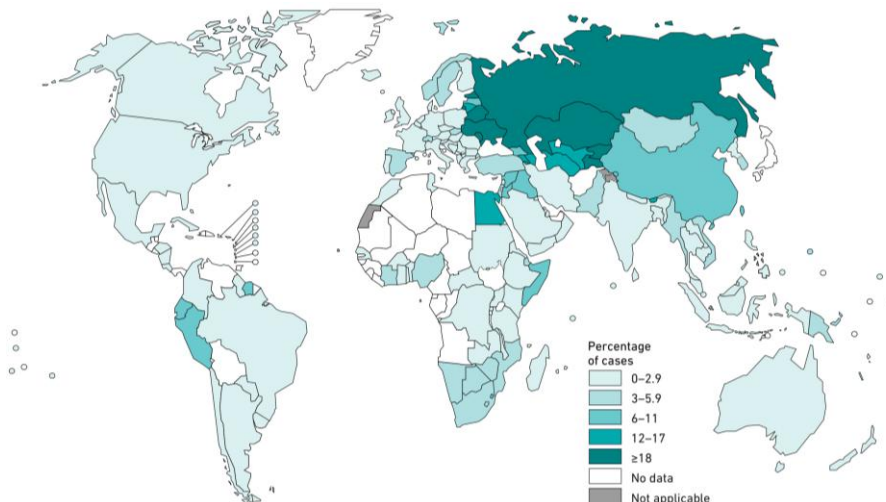 Percentage
of cases
0–2.9
3–5.9
6–11
12–17
≥18
No data
Not applicable